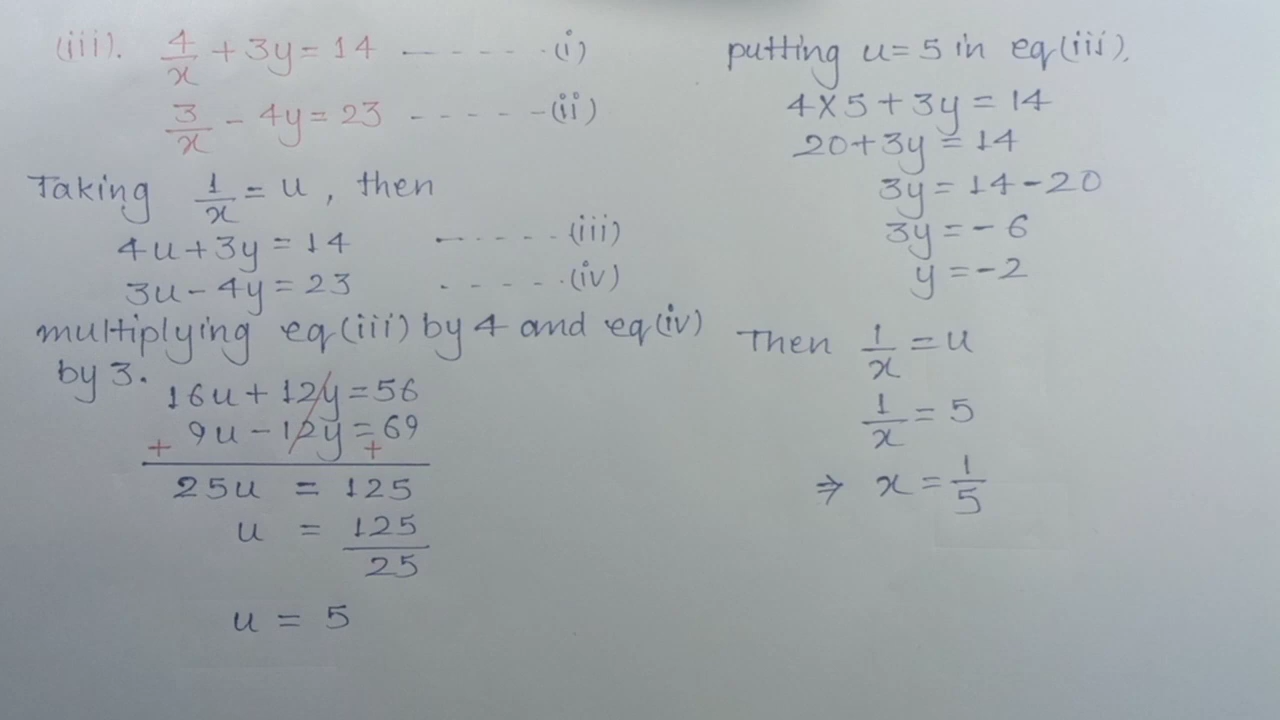 (iii). 4/x + 3y = 14 ------ (i)
3/x - 4y = 23 ------ (ii)
Taking 1/x = u, then
4u + 3y = 14 ------ (iii)
3u - 4y = 23 ------ (iv)
multiplying eq(iii) by 4 and eq(iv)
by 3.
16u + 12y = 56
9u - 12y = 69
+ +
25u = 125
u = 125/25
u = 5
putting u = 5 in eq(iii),
4×5 + 3y = 14
20 + 3y = 14
3y = 14 - 20
3y = -6
y = -2
Then 1/x = u
1/x = 5
⇒ x = 1/5